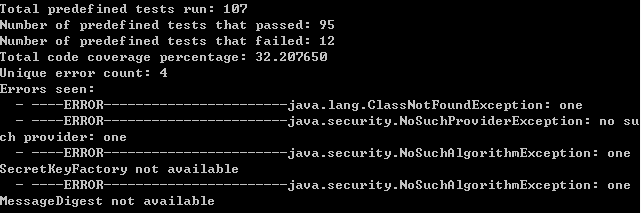 Total predefined tests run: 107
Number of predefined tests that passed: 95
Number of predefined tests that failed: 12
Total code coverage percentage: 32.207650
Unique error count: 4
Errors seen:
  - ----ERROR-----------------------java.lang.ClassNotFoundException: one
  - ----ERROR-----------------------java.security.NoSuchProviderException: no su
ch provider: one
  - ----ERROR-----------------------java.security.NoSuchAlgorithmException: one
SecretKeyFactory not available
  - ----ERROR-----------------------java.security.NoSuchAlgorithmException: one
MessageDigest not available